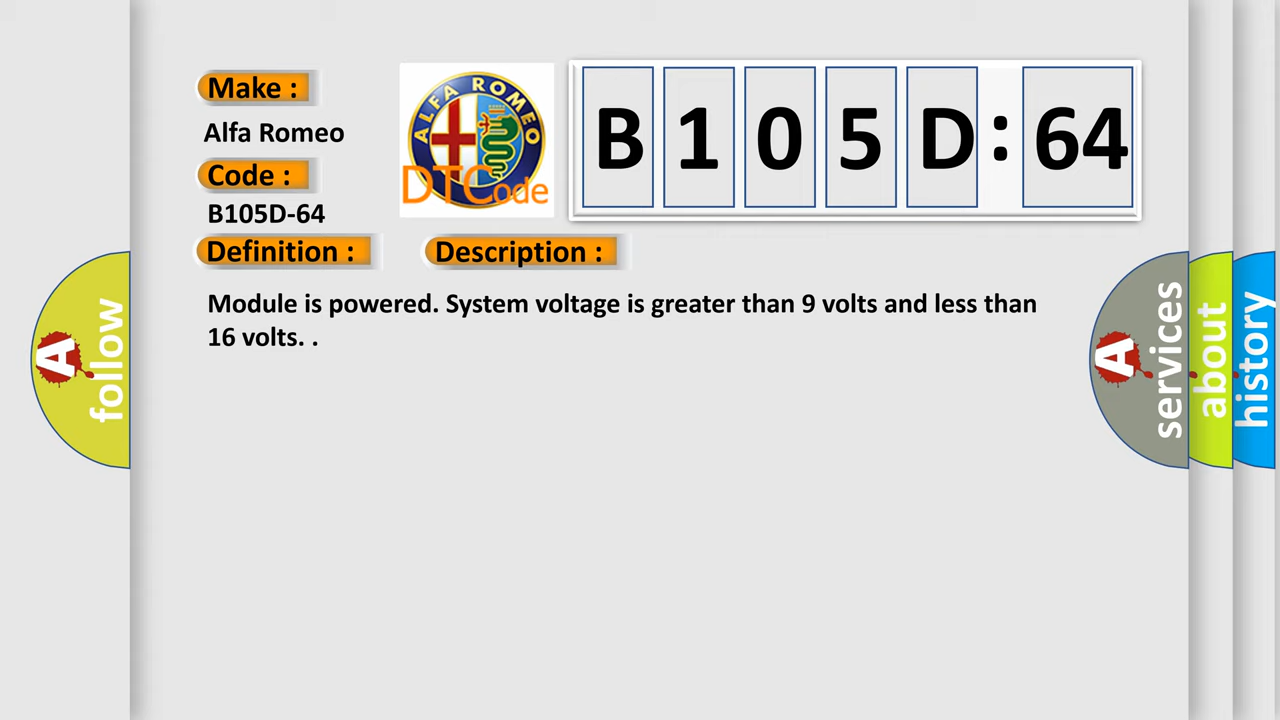 Make :
Alfa Romeo
Code :
B105D-64
Definition :
Description :
Module is powered. System voltage is greater than 9 volts and less than
16 volts. .
ALFA ROMEO
DTCode
B 1 0 5 D : 64
A follow
A services
about
history